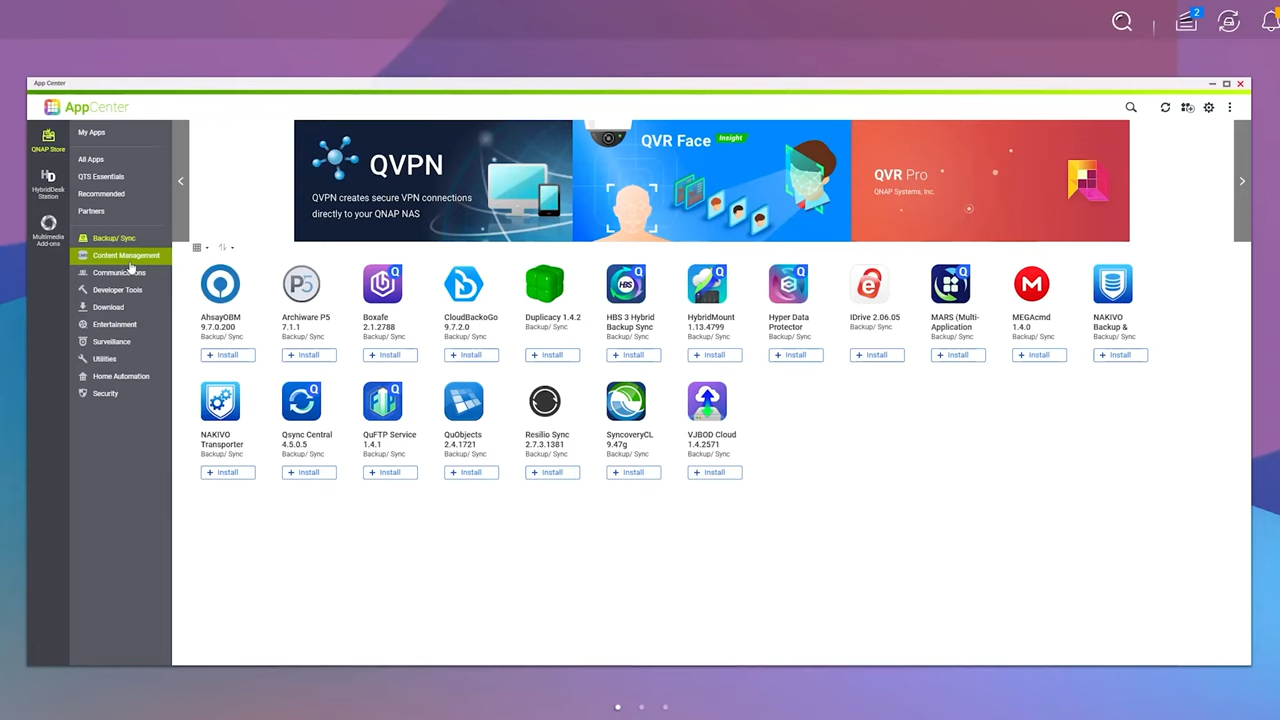 2
App Center
AppCenter
QNAP Store
HybridDesk
Station
Multimedia
Add-ons
My Apps
All Apps
QTS Essentials
Recommended
Partners
Backup/ Sync
Content Management
Communications
Developer Tools
Download
Entertainment
Surveillance
Utilities
Home Automation
Security
QVPN
QVPN creates secure VPN connections
directly to your QNAP NAS
QVR Face Insight
QVR Pro
QNAP Systems, Inc.
AhsayOBM
9.7.0.200
Backup/ Sync
+ Install
P5
Archiware P5
7.1.1
Backup/ Sync
+ Install
Q
Boxafe
2.1.2788
Backup/ Sync
+ Install
CloudBackoGo
9.7.2.0
Backup/ Sync
+ Install
Duplicacy 1.4.2
Backup/ Sync
+ Install
Q
HBS
HBS 3 Hybrid
Backup Sync
Backup/ Sync
+ Install
Q
HybridMount
1.13.4799
Backup/ Sync
+ Install
Q
Hyper Data
Protector
Backup/ Sync
+ Install
IDrive 2.06.05
Backup/ Sync
+ Install
Q
MARS (Multi-
Application
Backup/ Sync
+ Install
M
MEGAcmd
1.4.0
Backup/ Sync
+ Install
NAKIVO
Backup &
Backup/ Sync
+ Install
NAKIVO
Transporter
Backup/ Sync
+ Install
Q
Qsync Central
4.5.0.5
Backup/ Sync
+ Install
Q
QuFTP Service
1.4.1
Backup/ Sync
+ Install
QuObjects
2.4.1721
Backup/ Sync
+ Install
Resilio Sync
2.7.3.1381
Backup/ Sync
+ Install
SyncoveryCL
9.47g
Backup/ Sync
+ Install
VJBOD Cloud
1.4.2571
Backup/ Sync
+ Install